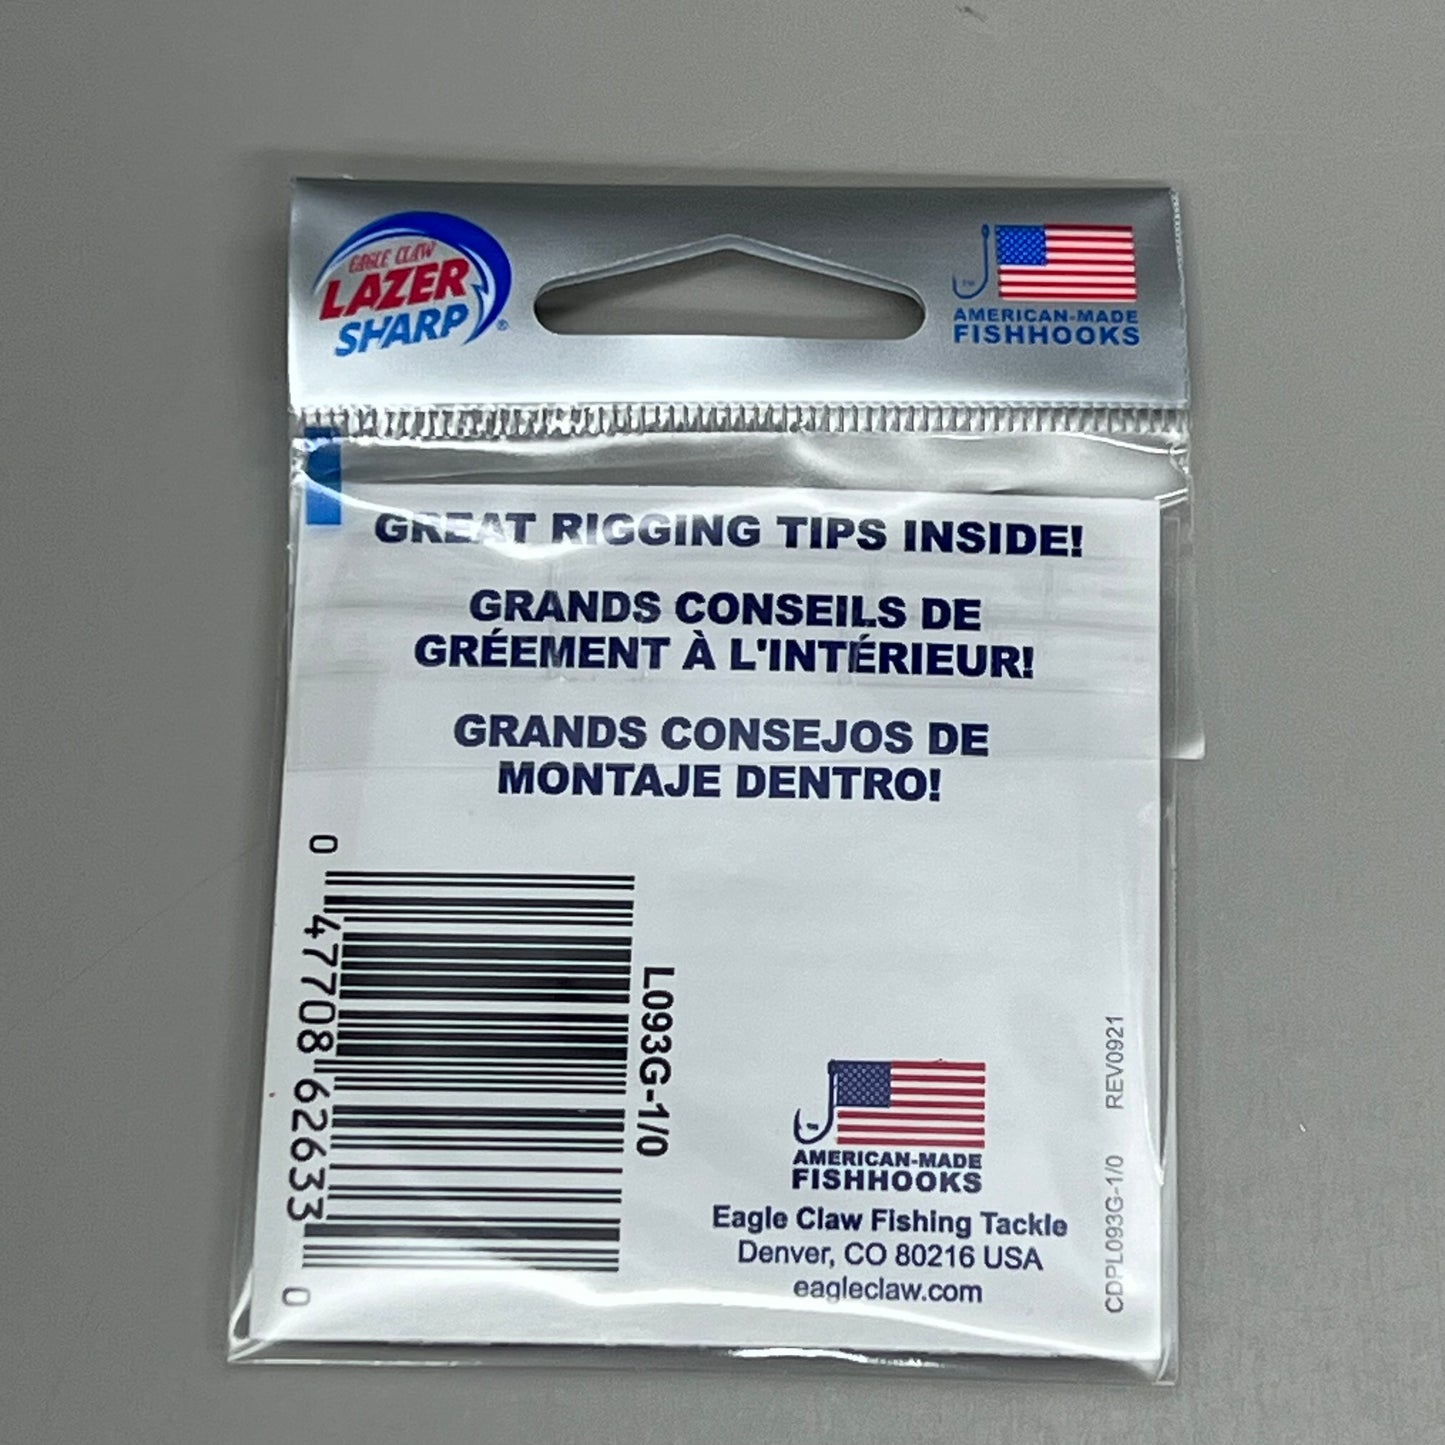 EAGLE CLAW
LAZER
SHARP®
AMERICAN-MADE
FISHHOOKS
GREAT RIGGING TIPS INSIDE!
GRANDS CONSEILS DE
GRÉEMENT À L'INTÉRIEUR!
GRANDS CONSEJOS DE
MONTAJE DENTRO!
0 47708 62633 0
L093G-1/0
AMERICAN-MADE
FISHHOOKS
Eagle Claw Fishing Tackle
Denver, CO 80216 USA
eagleclaw.com
CDPL093G-1/0 REV0921